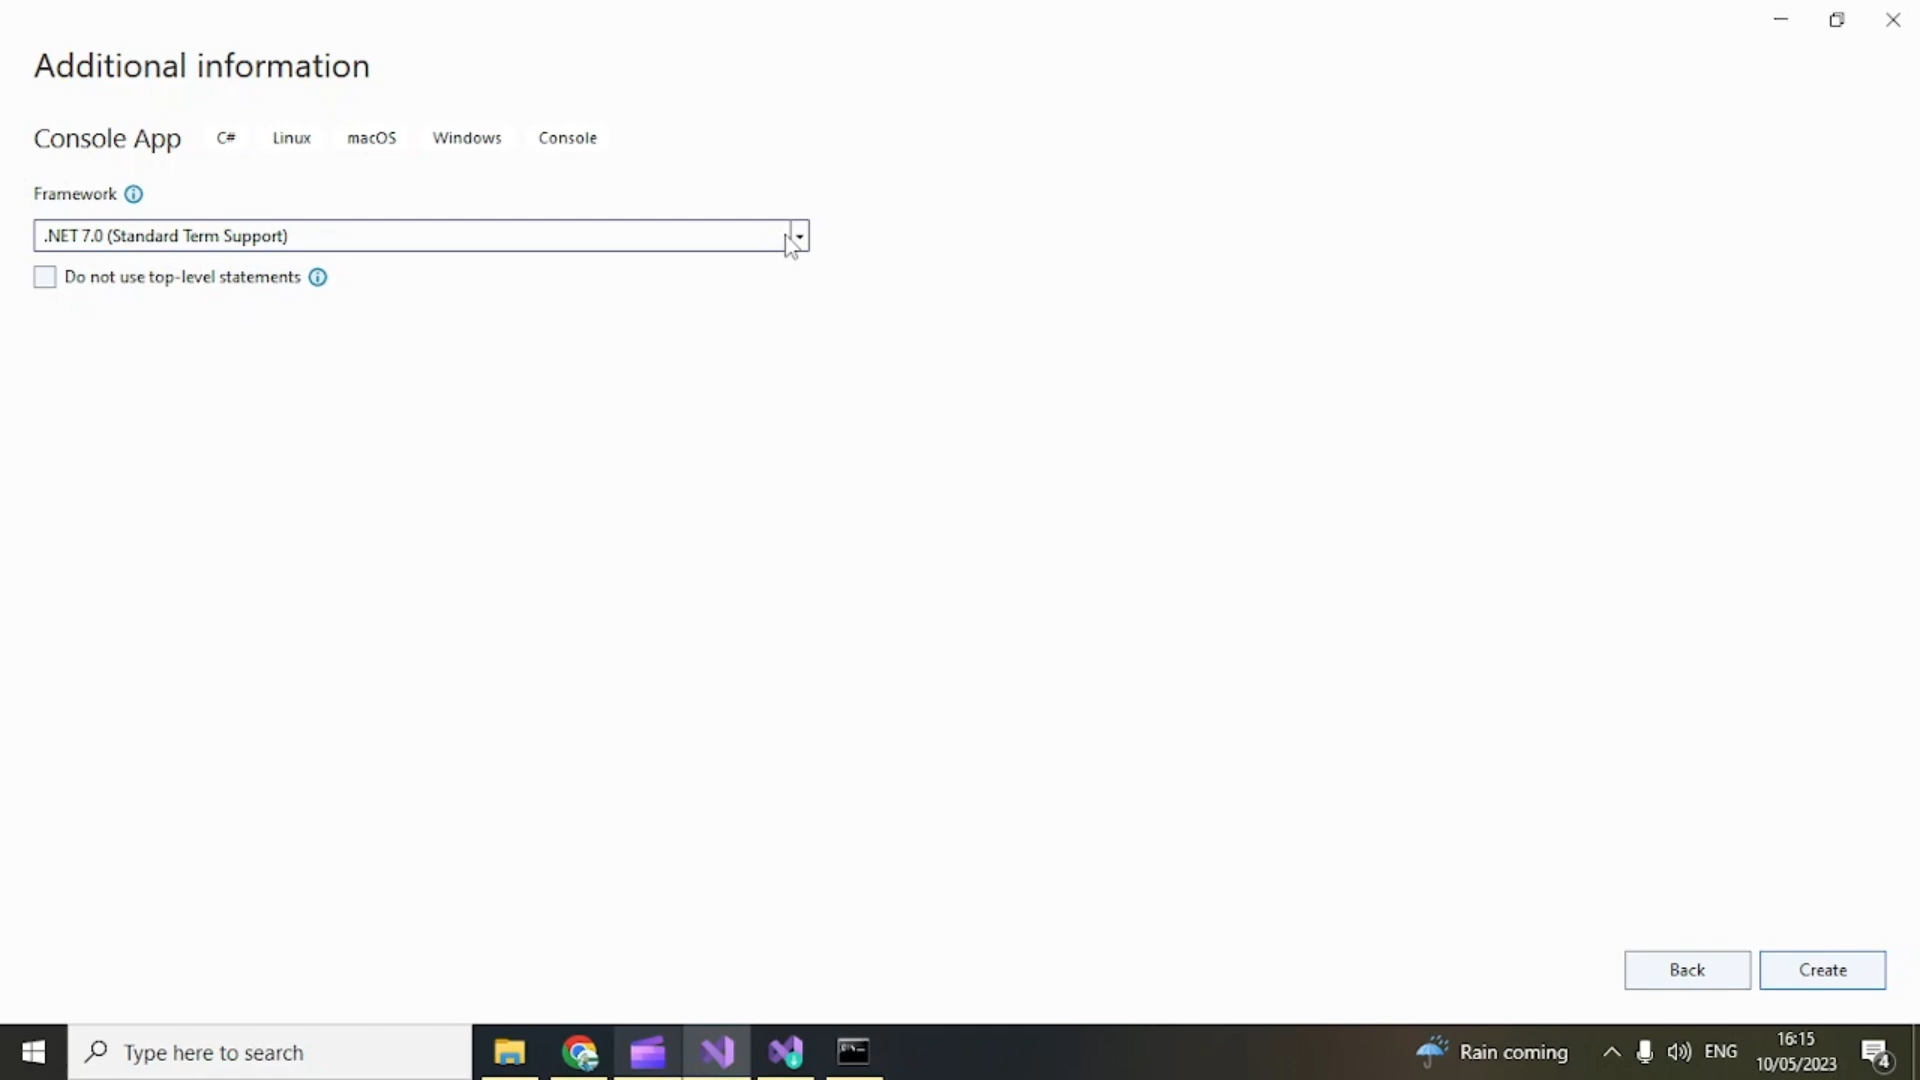 Additional information
Console App C# Linux macOS Windows Console
Framework
.NET 7.0 (Standard Term Support)
Do not use top-level statements
Back Create
Type here to search
Rain coming
ENG
16:15
10/05/2023
4